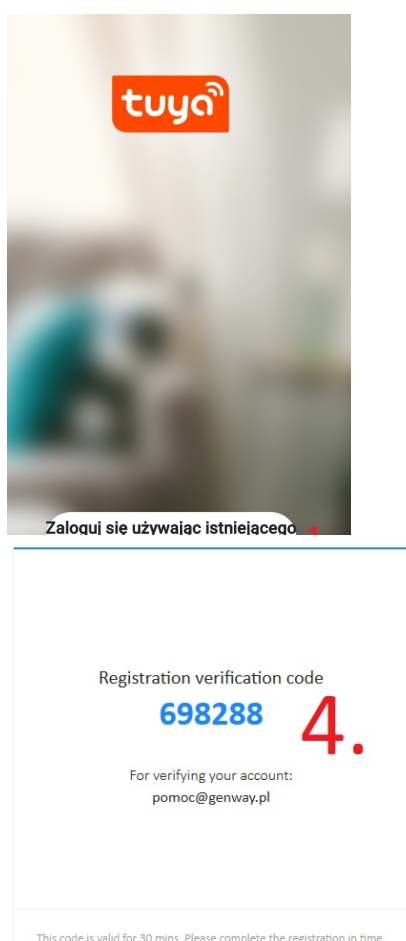 tuya
Zaloguj się używając istniejącego
Registration verification code
698288
4.
For verifying your account:
pomoc@genway.pl
This code is valid for 30 mins. Please complete the registration in time